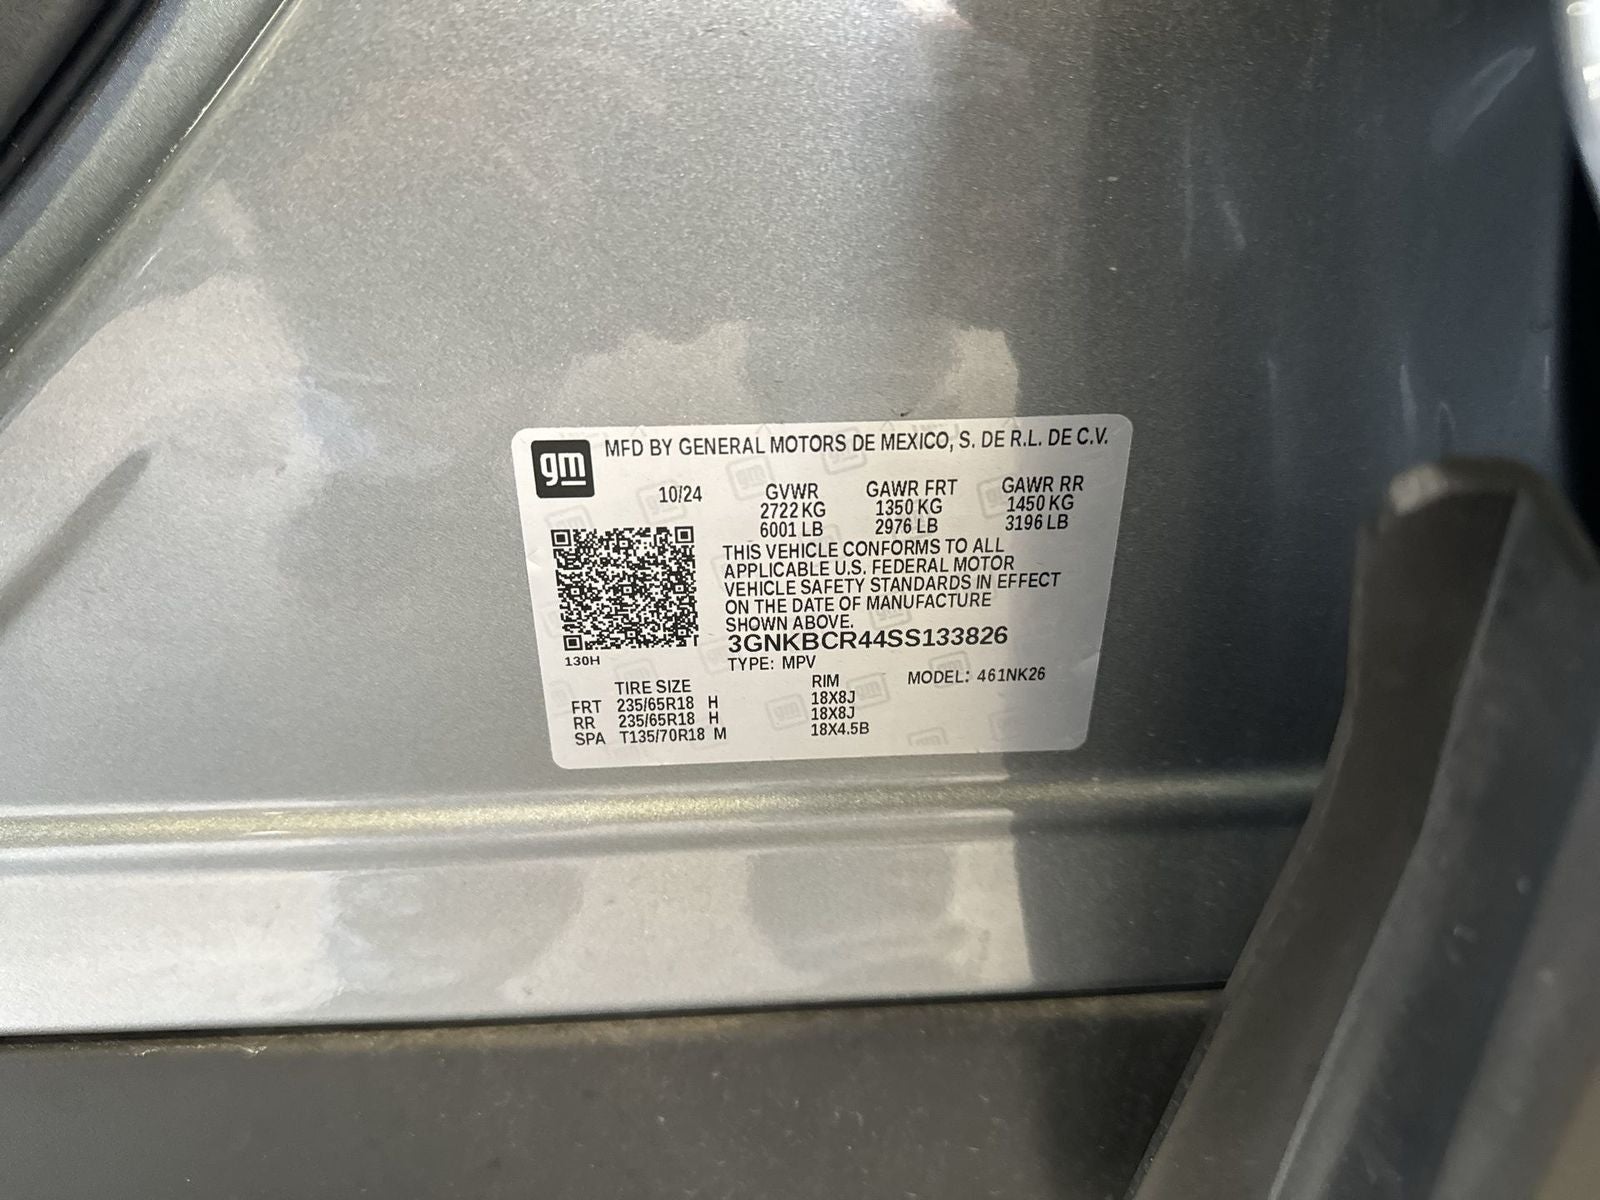 gm
MFD BY GENERAL MOTORS DE MEXICO, S. DE R.L. DE C.V.
10/24 GVWR GAWR FRT GAWR RR
2722 KG 1350 KG 1450 KG
6001 LB 2976 LB 3196 LB
THIS VEHICLE CONFORMS TO ALL
APPLICABLE U.S. FEDERAL MOTOR
VEHICLE SAFETY STANDARDS IN EFFECT
ON THE DATE OF MANUFACTURE
SHOWN ABOVE.
3GNKBCR44SS133826
130H
TYPE: MPV
MODEL: 461NK26
TIRE SIZE RIM
FRT 235/65R18 H 18X8J
RR 235/65R18 H 18X8J
SPA T135/70R18 M 18X4.5B